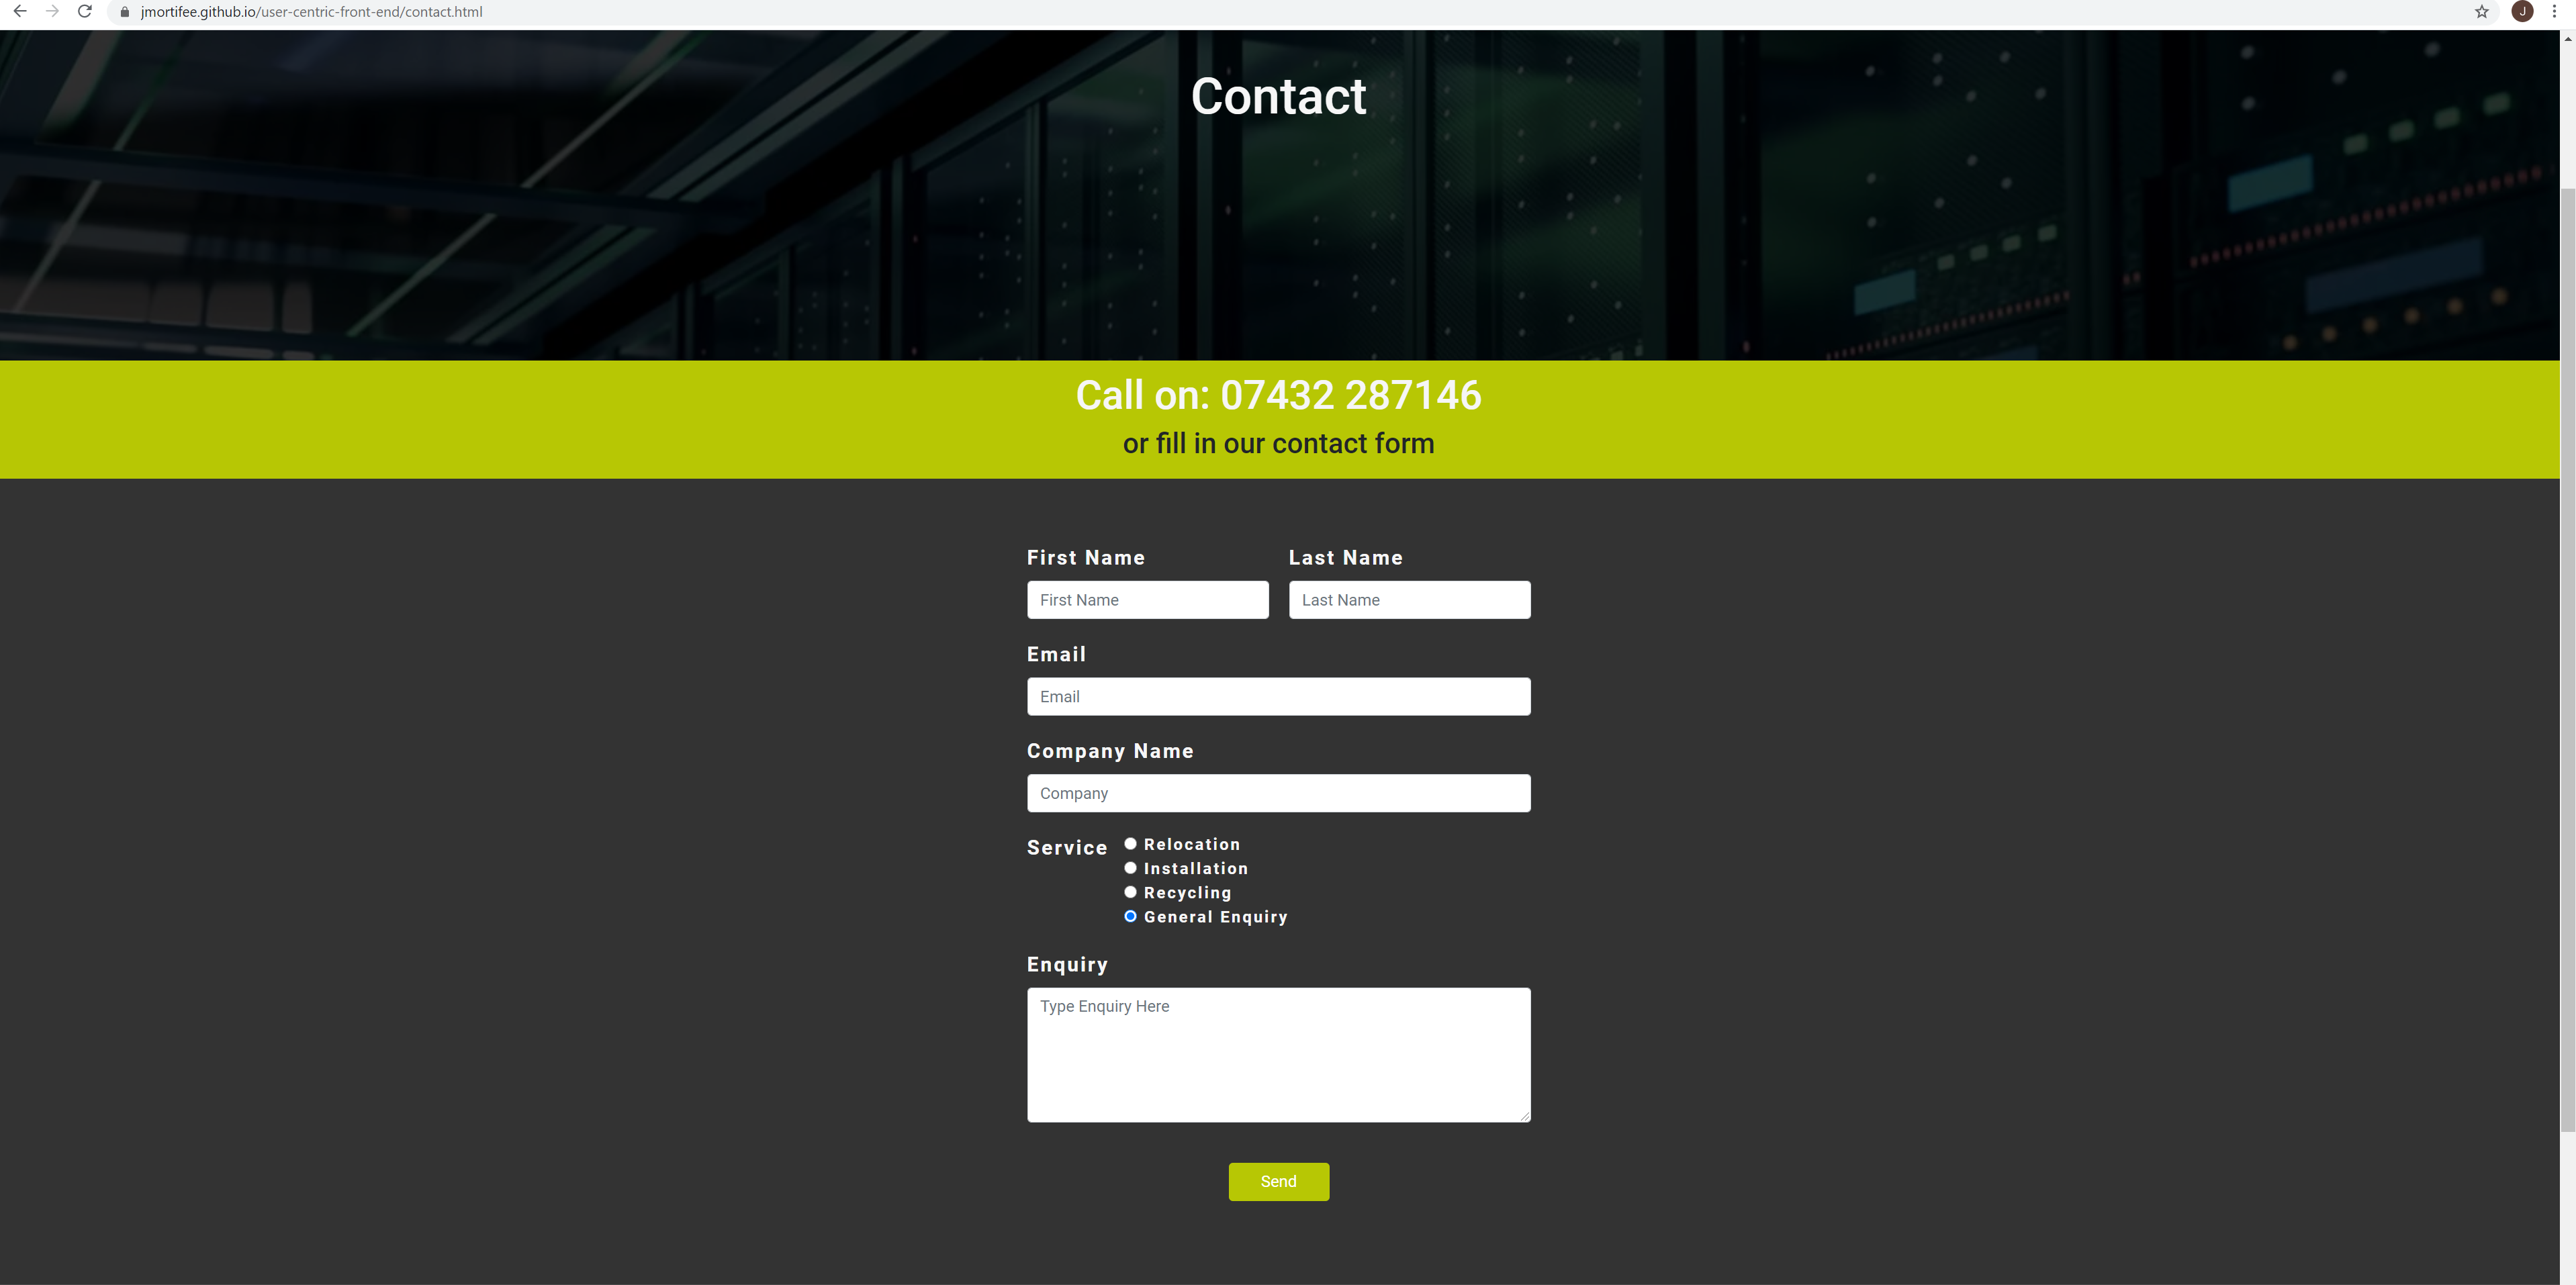 jmortifee.github.io/user-centric-front-end/contact.html
J
Contact
Call on: 07432 287146
or fill in our contact form
First Name Last Name
First Name Last Name
Email
Email
Company Name
Company
Service Relocation
Installation
Recycling
General Enquiry
Enquiry
Type Enquiry Here
Send